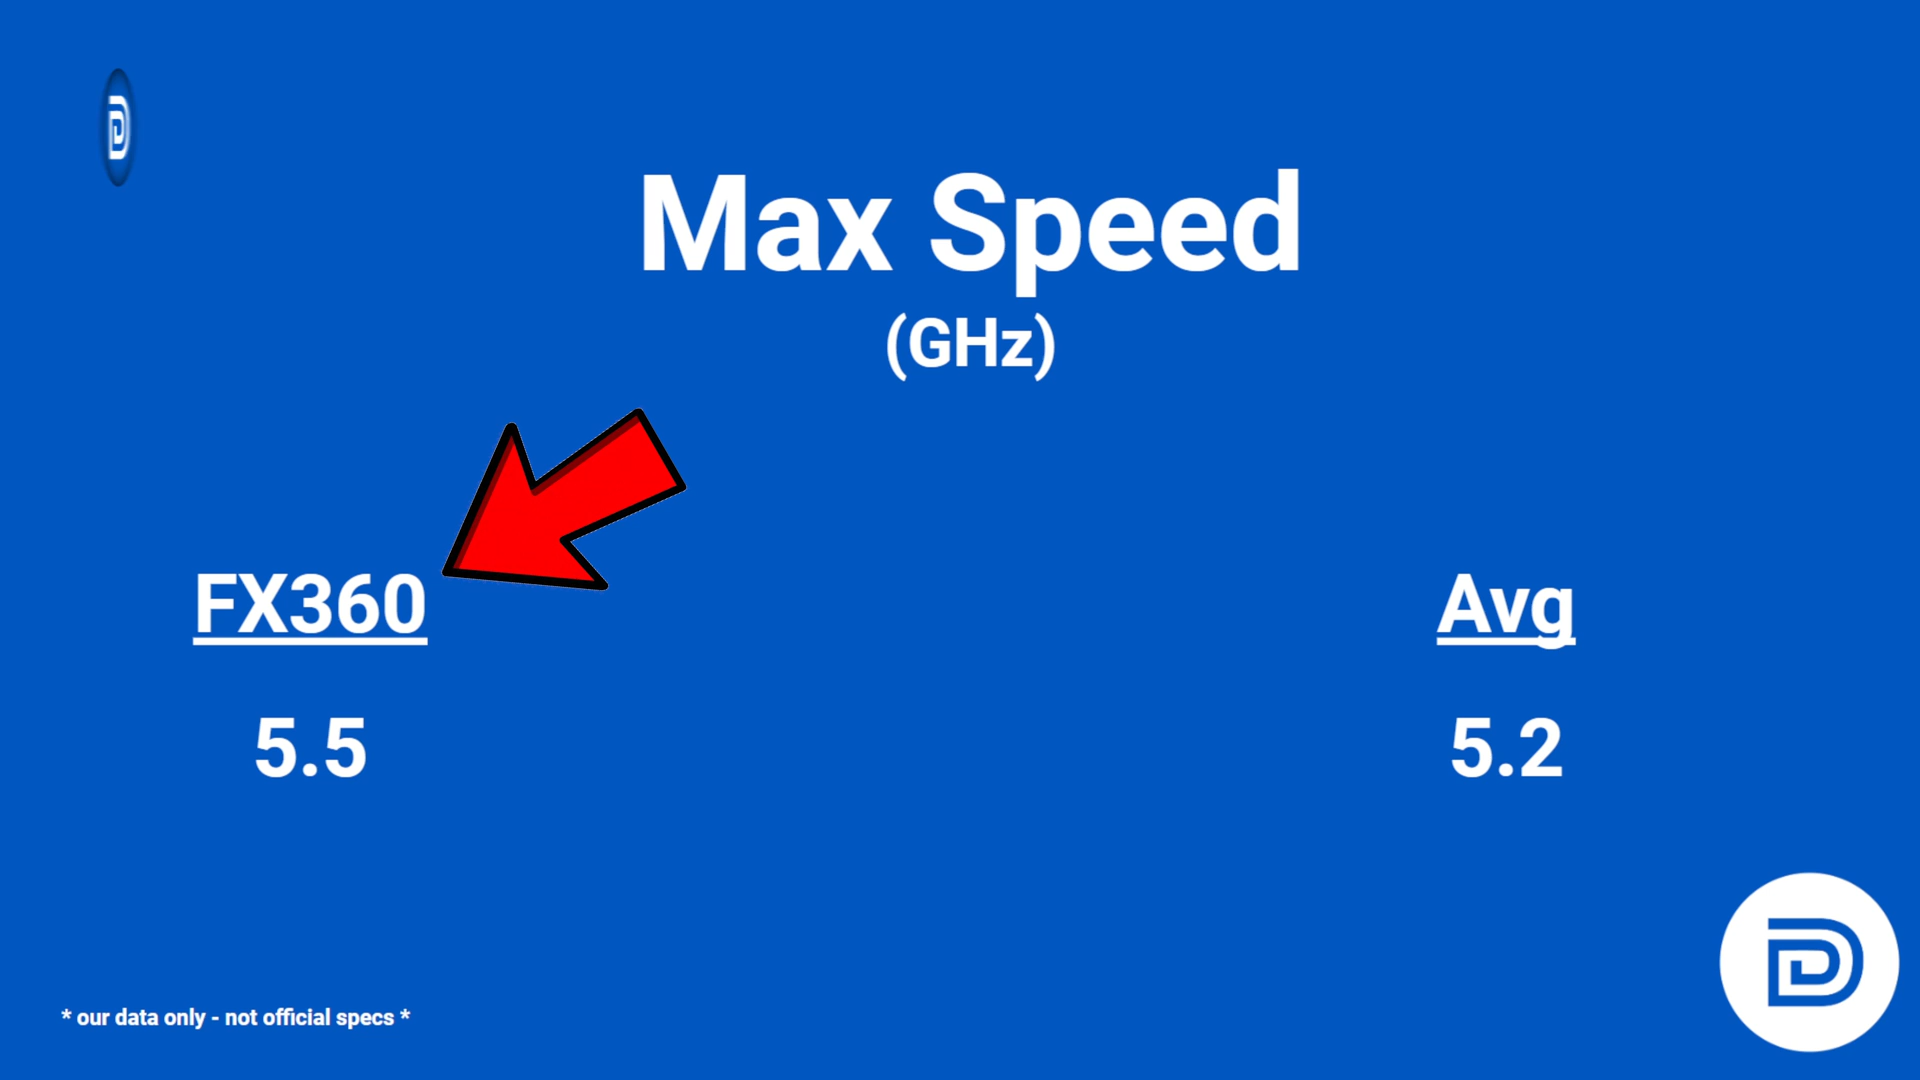 Max Speed
(GHz)
FX360
Avg
5.5
5.2
* our data only - not official specs *